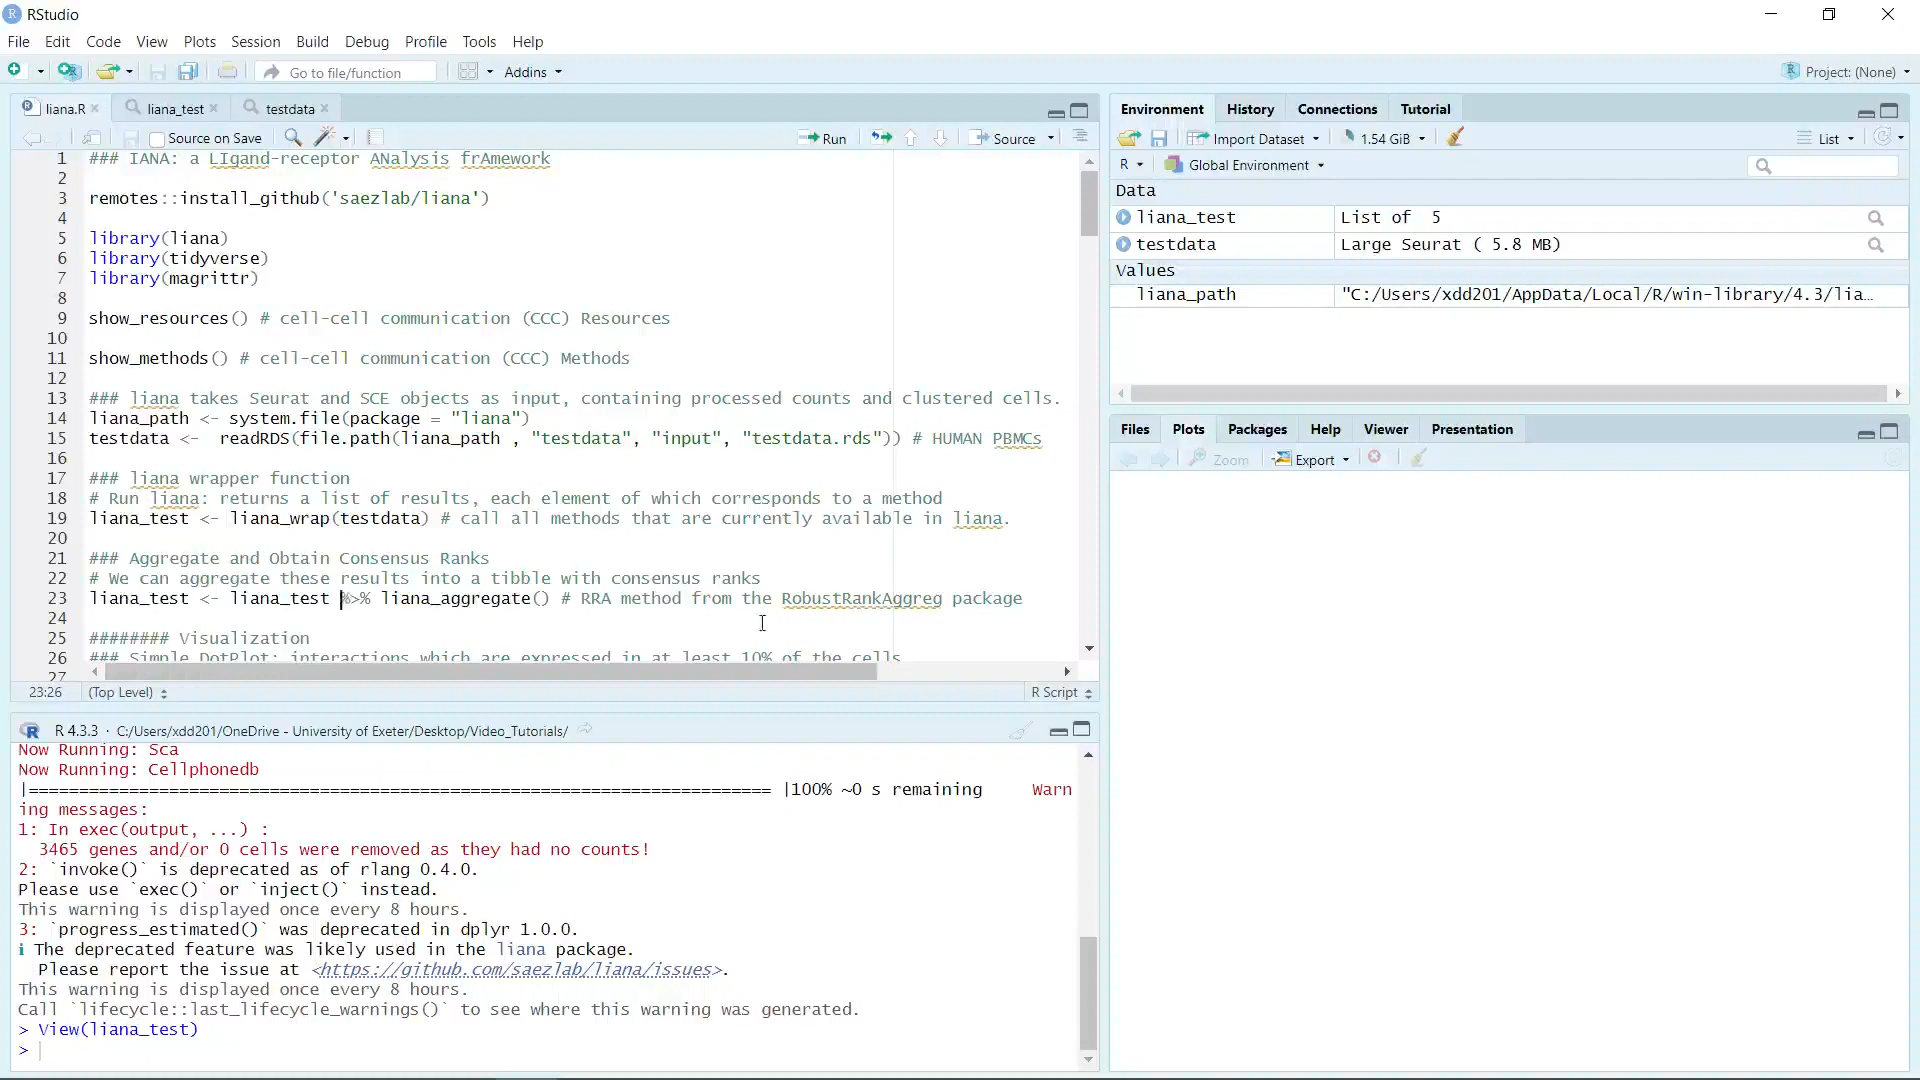 RStudio
File Edit Code View Plots Session Build Debug Profile Tools Help
Go to file/function Addins Project: (None)
liana.R liana_test testdata
Source on Save Run Source
1 ### IANA: a LIgand-receptor ANalysis frAmework
2
3 remotes::install_github('saezlab/liana')
4
5 library(liana)
6 library(tidyverse)
7 library(magrittr)
8
9 show_resources() # cell-cell communication (CCC) Resources
10
11 show_methods() # cell-cell communication (CCC) Methods
12
13 ### liana takes Seurat and SCE objects as input, containing processed counts and clustered cells.
14 liana_path <- system.file(package = "liana")
15 testdata <-  readRDS(file.path(liana_path , "testdata", "input", "testdata.rds")) # HUMAN PBMCs
16
17 ### liana wrapper function
18 # Run liana: returns a list of results, each element of which corresponds to a method
19 liana_test <- liana_wrap(testdata) # call all methods that are currently available in liana.
20
21 ### Aggregate and Obtain Consensus Ranks
22 # We can aggregate these results into a tibble with consensus ranks
23 liana_test <- liana_test %>% liana_aggregate() # RRA method from the RobustRankAggreg package
24
25 ######## Visualization
26 ### Simple DotPlot: interactions which are expressed in at least 10% of the cells
27
23:26 (Top Level) R Script
R 4.3.3 · C:/Users/xdd201/OneDrive - University of Exeter/Desktop/Video_Tutorials/
Now Running: Sca
Now Running: Cellphonedb
|==========================================================================| 100% ~0 s remaining     Warn
ing messages:
1: In exec(output, ...) :
  3465 genes and/or 0 cells were removed as they had no counts!
2: `invoke()` is deprecated as of rlang 0.4.0.
Please use `exec()` or `inject()` instead.
This warning is displayed once every 8 hours.
3: `progress_estimated()` was deprecated in dplyr 1.0.0.
ℹ The deprecated feature was likely used in the liana package.
  Please report the issue at <https://github.com/saezlab/liana/issues>.
This warning is displayed once every 8 hours.
Call `lifecycle::last_lifecycle_warnings()` to see where this warning was generated.
> View(liana_test)
>
Environment History Connections Tutorial
Import Dataset 1.54 GiB List
R Global Environment
Data
liana_test List of  5
testdata Large Seurat ( 5.8 MB)
Values
liana_path "C:/Users/xdd201/AppData/Local/R/win-library/4.3/lia…
Files Plots Packages Help Viewer Presentation
Zoom Export